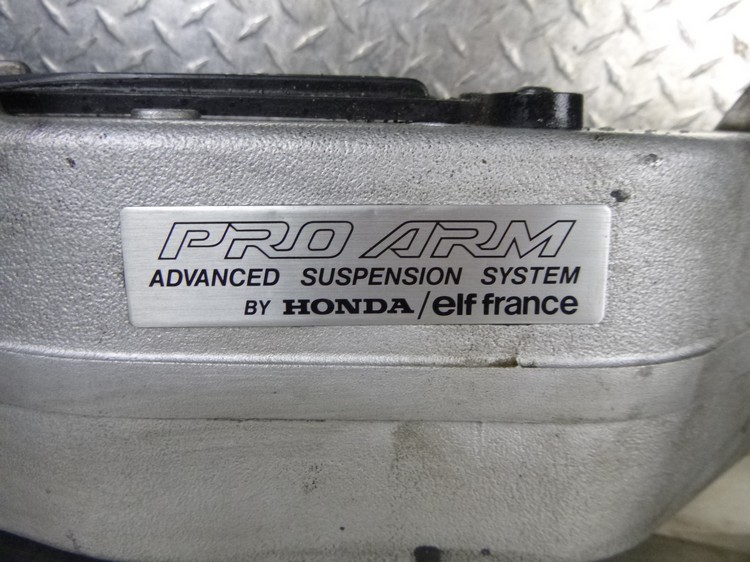 PRO ARM
ADVANCED SUSPENSION SYSTEM
BY HONDA/elf france